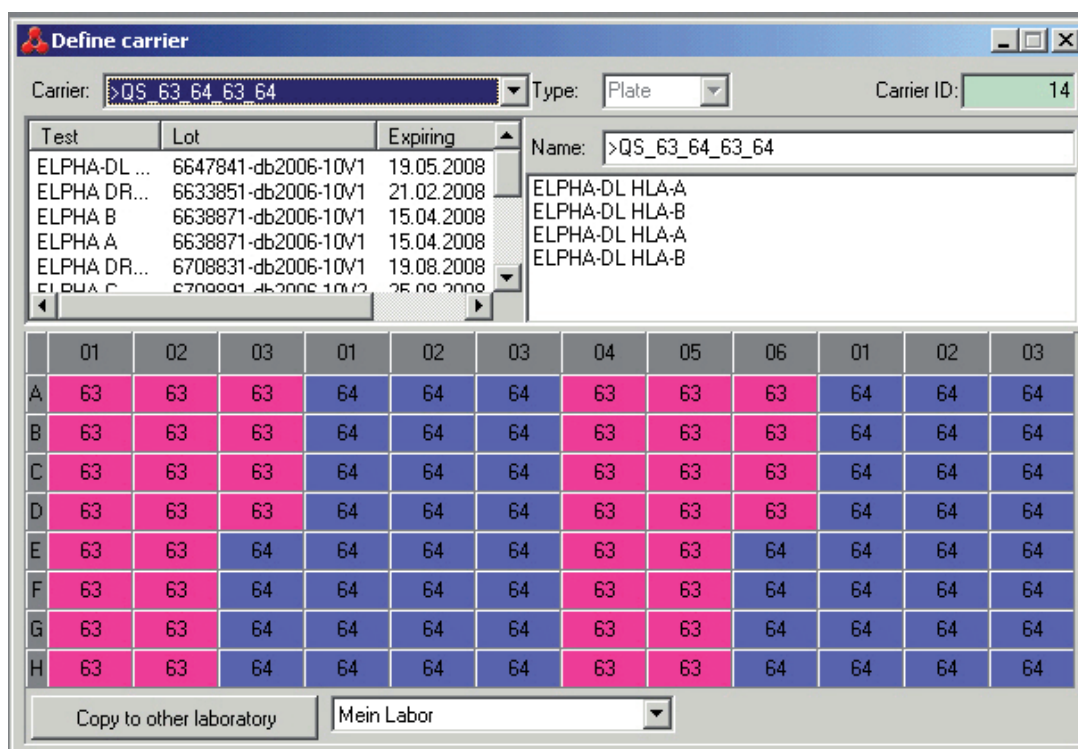 Define carrier
Carrier: >QS_63_64_63_64 Type: Plate Carrier ID: 14
Test Lot Expiring
ELPHA-DL ... 6647841-db2006-10V1 19.05.2008
ELPHA DR... 6633851-db2006-10V1 21.02.2008
ELPHA B 6638871-db2006-10V1 15.04.2008
ELPHA A 6638871-db2006-10V1 15.04.2008
ELPHA DR... 6708831-db2006-10V1 19.08.2008
ELPHA C 6709891-db2006-10V2 25.08.2008
Name: >QS_63_64_63_64
ELPHA-DL HLA-A
ELPHA-DL HLA-B
ELPHA-DL HLA-A
ELPHA-DL HLA-B
01 02 03 01 02 03 04 05 06 01 02 03
A 63 63 63 64 64 64 63 63 63 64 64 64
B 63 63 63 64 64 64 63 63 63 64 64 64
C 63 63 63 64 64 64 63 63 63 64 64 64
D 63 63 63 64 64 64 63 63 63 64 64 64
E 63 63 64 64 64 64 63 63 64 64 64 64
F 63 63 64 64 64 64 63 63 64 64 64 64
G 63 63 64 64 64 64 63 63 64 64 64 64
H 63 63 64 64 64 64 63 63 64 64 64 64
Copy to other laboratory Mein Labor